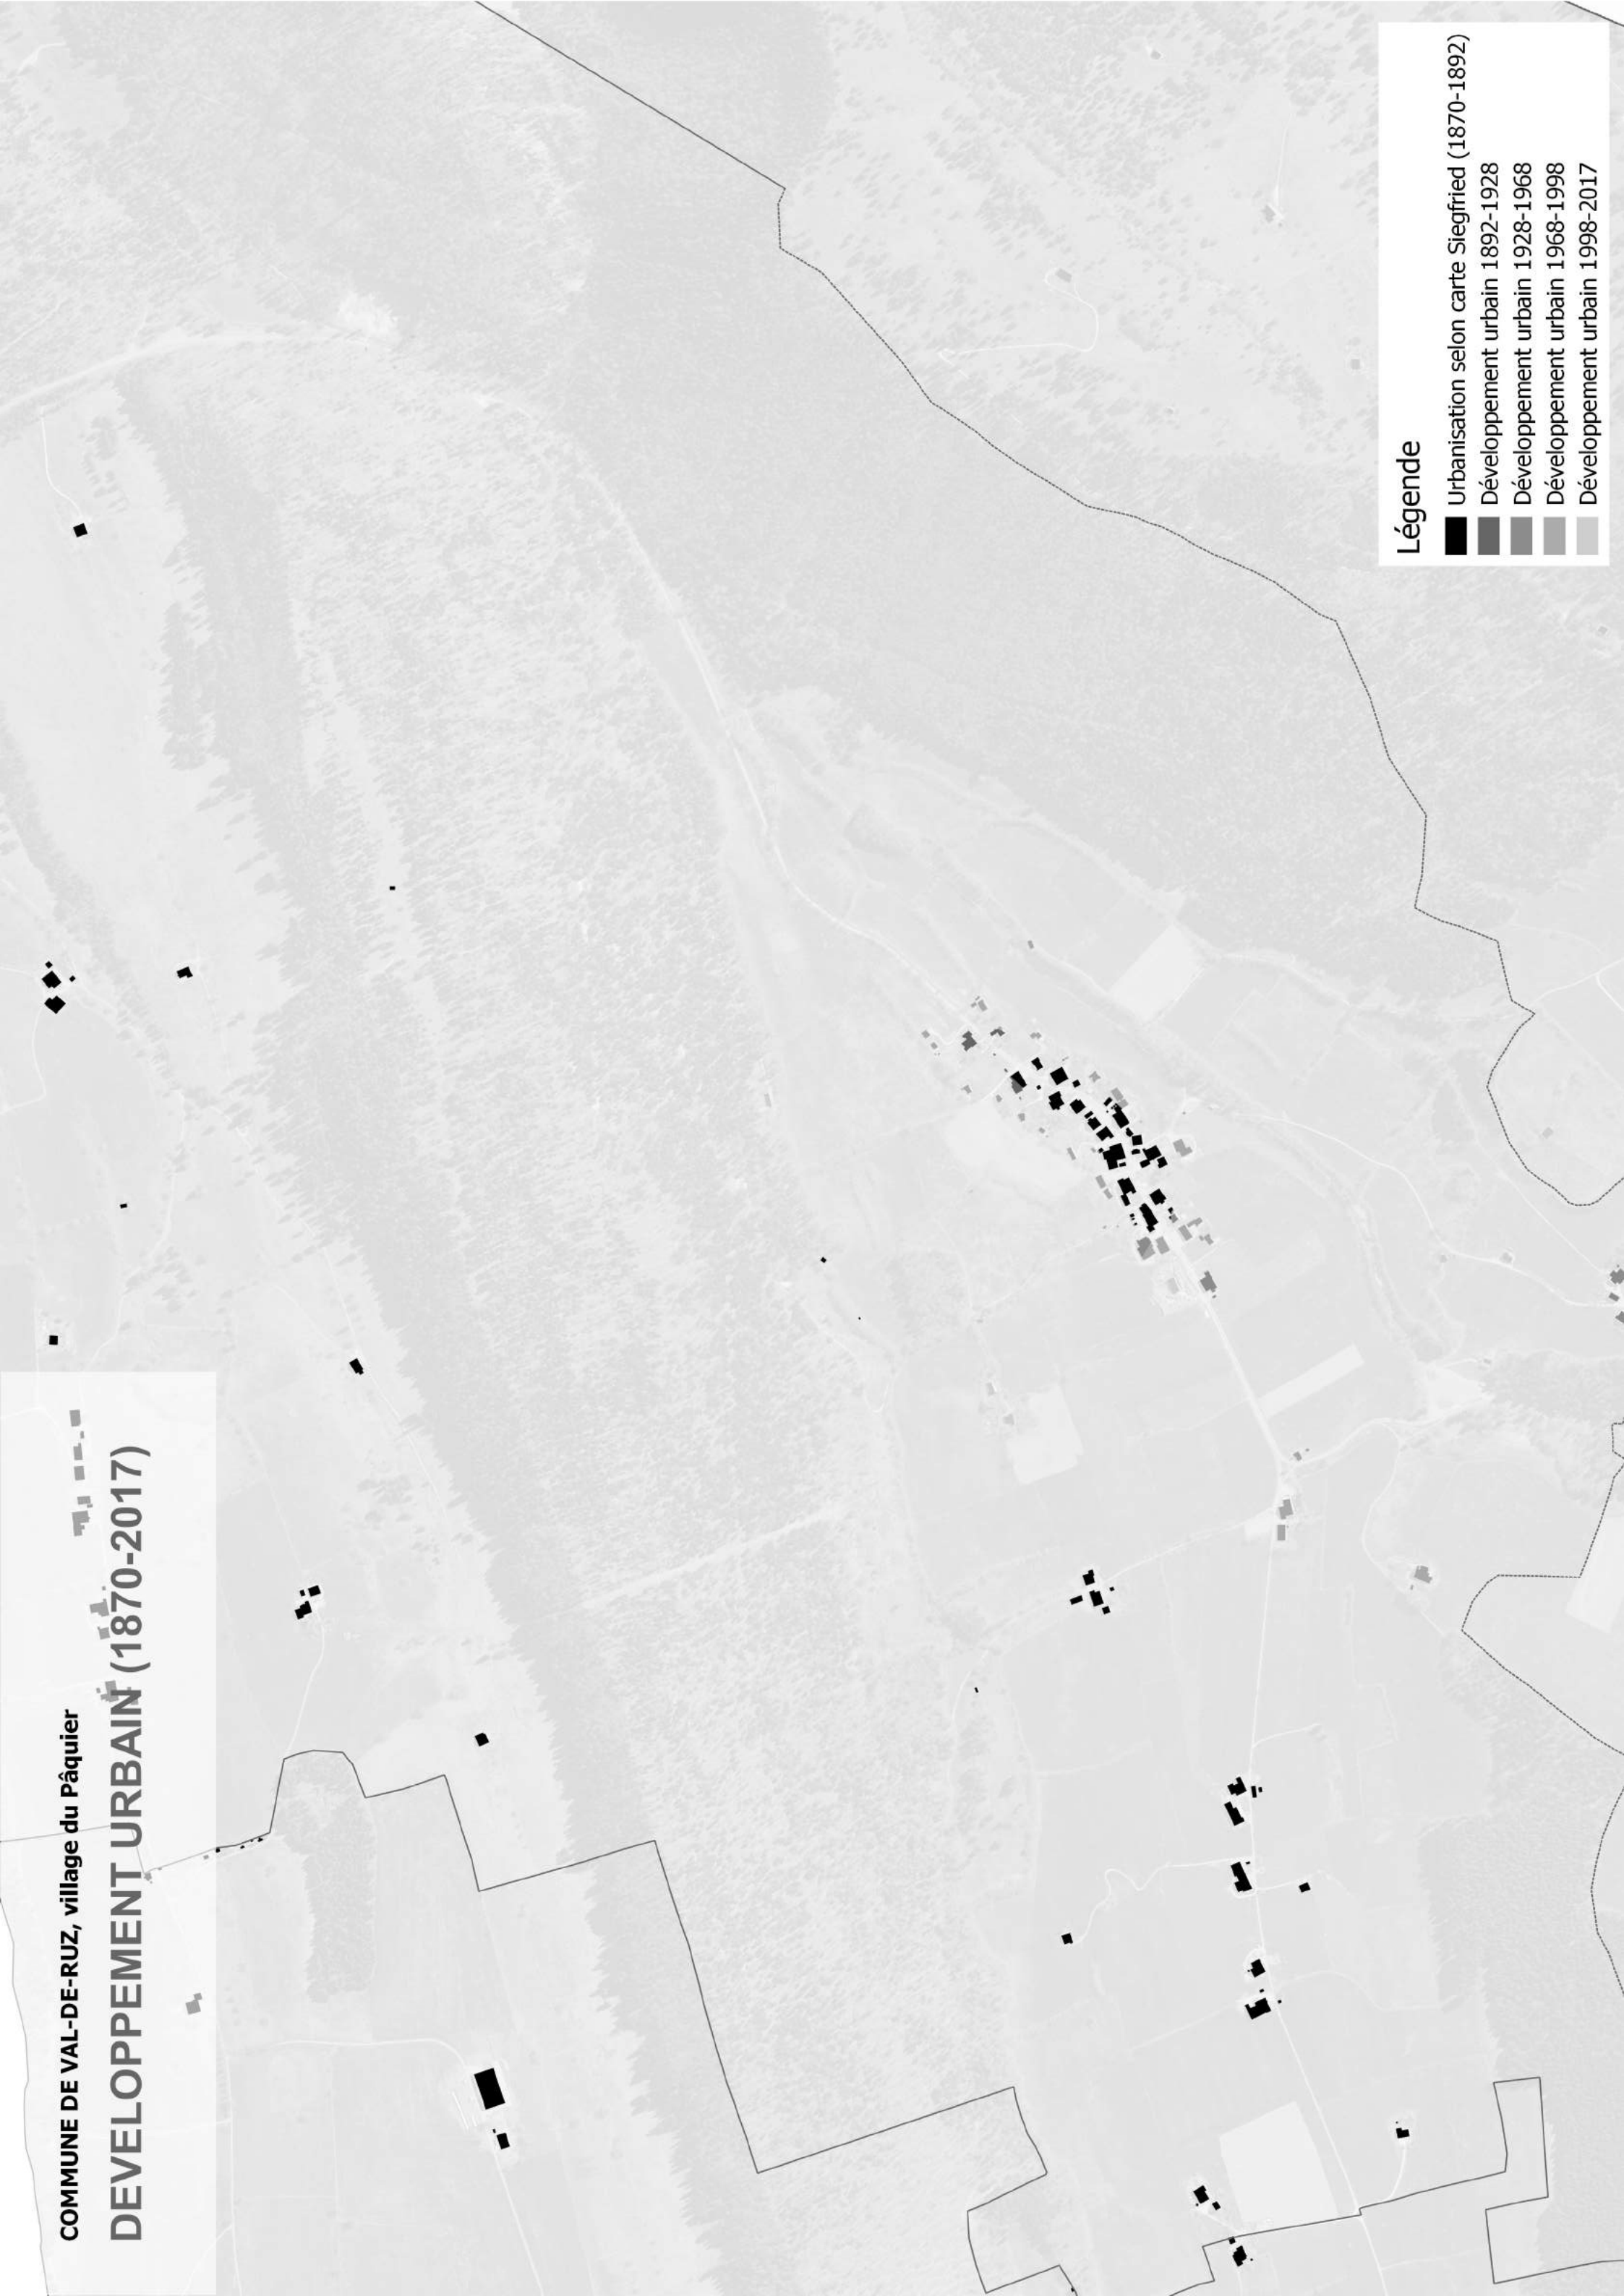 COMMUNE DE VAL-DE-RUZ, village du Pâquier
DEVELOPPEMENT URBAIN (1870-2017)
Légende
Urbanisation selon carte Siegfried (1870-1892)
Développement urbain 1892-1928
Développement urbain 1928-1968
Développement urbain 1968-1998
Développement urbain 1998-2017